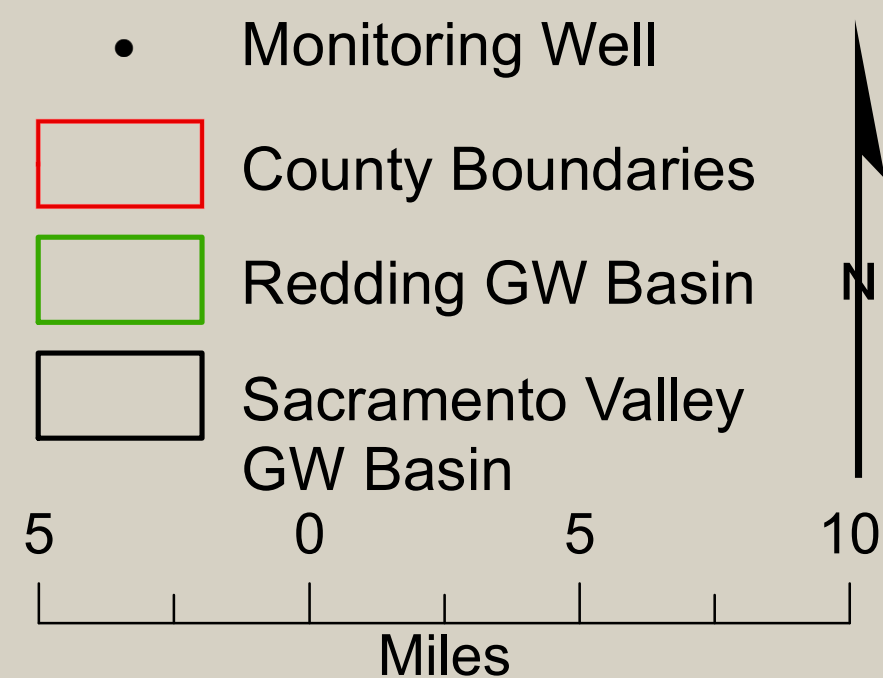 Monitoring Well
County Boundaries
Redding GW Basin
N
Sacramento Valley
GW Basin
5 0 5 10
Miles